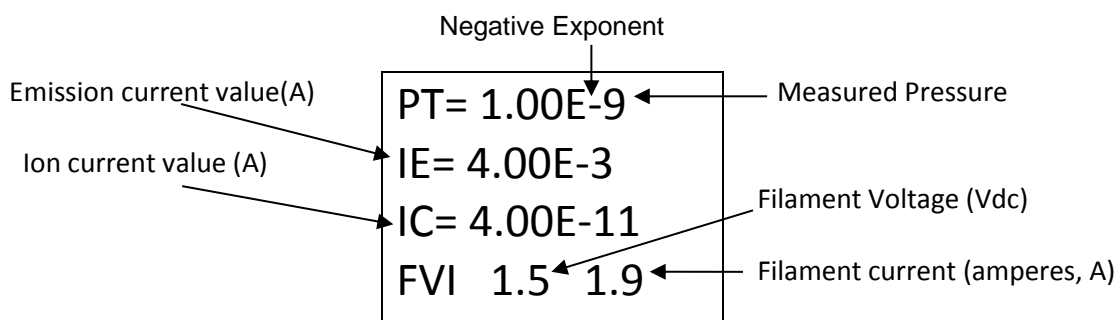 Negative Exponent
Emission current value(A)
Ion current value (A)
PT= 1.00E-9
IE= 4.00E-3
IC= 4.00E-11
FVI 1.5 1.9
Measured Pressure
Filament Voltage (Vdc)
Filament current (amperes, A)